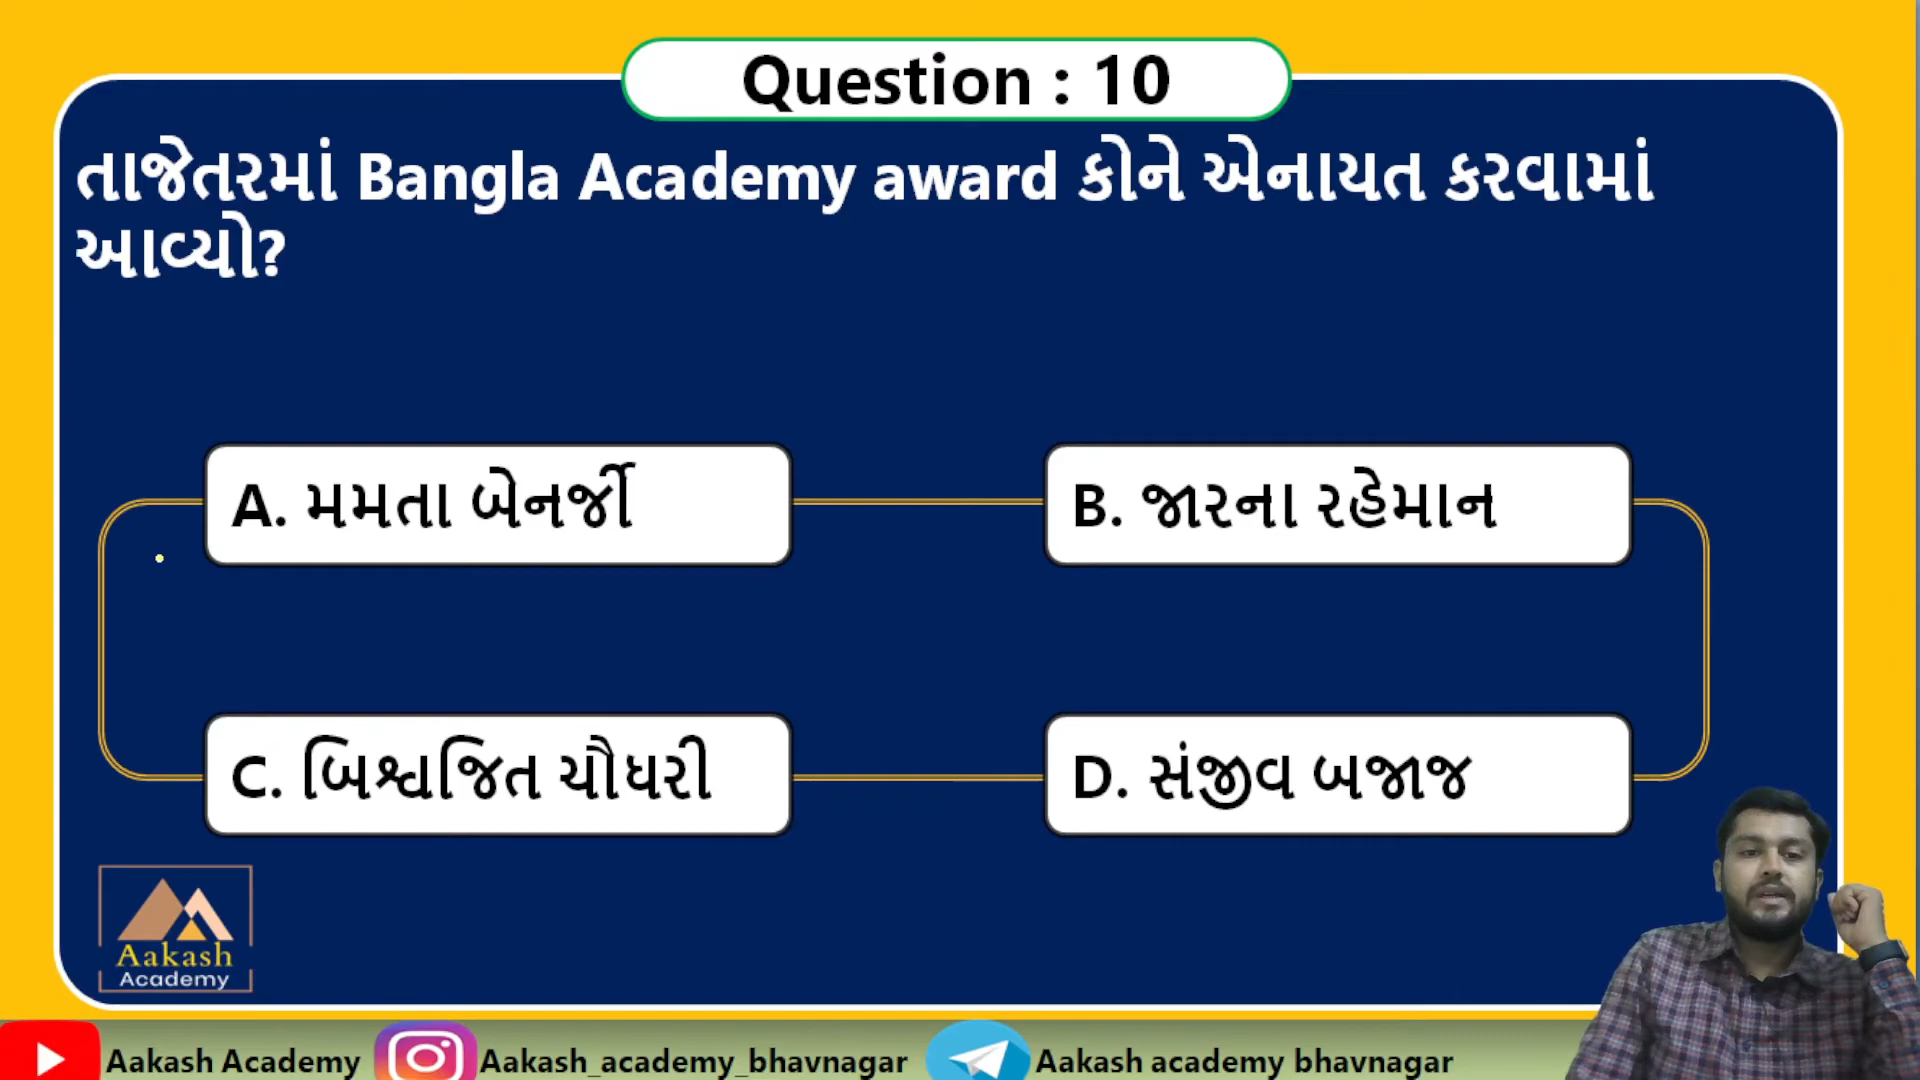 Question : 10
તાજેતરમાં Bangla Academy award કોને એનાયત કરવામાં
આવ્યો?
A. મમતા બેનર્જી
B. જારના રહેમાન
C. બિશ્વજિત ચૌધરી
D. સંજીવ બજાજ
Aakash
Academy
Aakash Academy
Aakash_academy_bhavnagar
Aakash academy bhavnagar